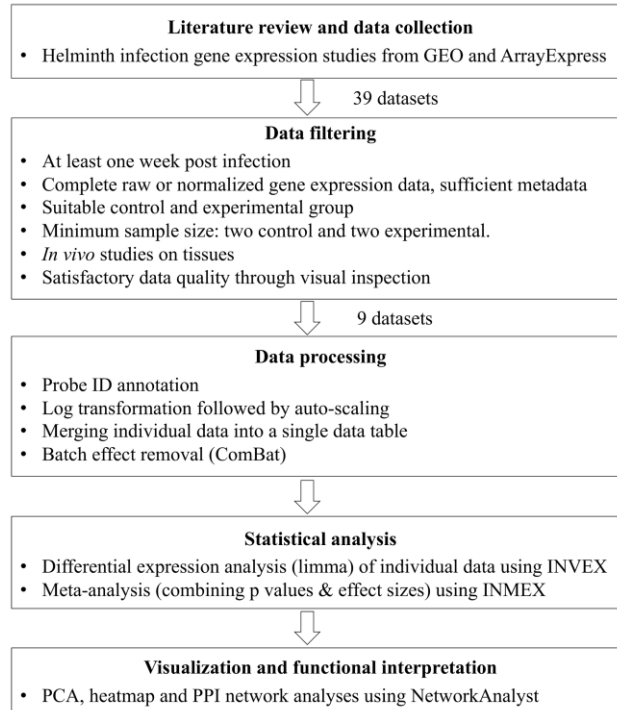 Literature review and data collection
• Helminth infection gene expression studies from GEO and ArrayExpress
39 datasets
Data filtering
• At least one week post infection
• Complete raw or normalized gene expression data, sufficient metadata
• Suitable control and experimental group
• Minimum sample size: two control and two experimental.
• In vivo studies on tissues
• Satisfactory data quality through visual inspection
9 datasets
Data processing
• Probe ID annotation
• Log transformation followed by auto-scaling
• Merging individual data into a single data table
• Batch effect removal (ComBat)
Statistical analysis
• Differential expression analysis (limma) of individual data using INVEX
• Meta-analysis (combining p values & effect sizes) using INMEX
Visualization and functional interpretation
• PCA, heatmap and PPI network analyses using NetworkAnalyst